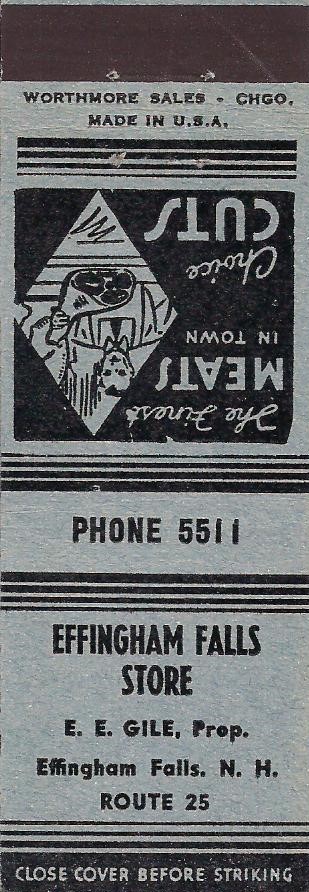 WORTHMORE SALES - CHGO.
MADE IN U.S.A.
The Finest
MEATS
IN TOWN
Choice
CUTS
PHONE 5511
EFFINGHAM FALLS
STORE
E. E. GILE, Prop.
Effingham Falls. N. H.
ROUTE 25
CLOSE COVER BEFORE STRIKING